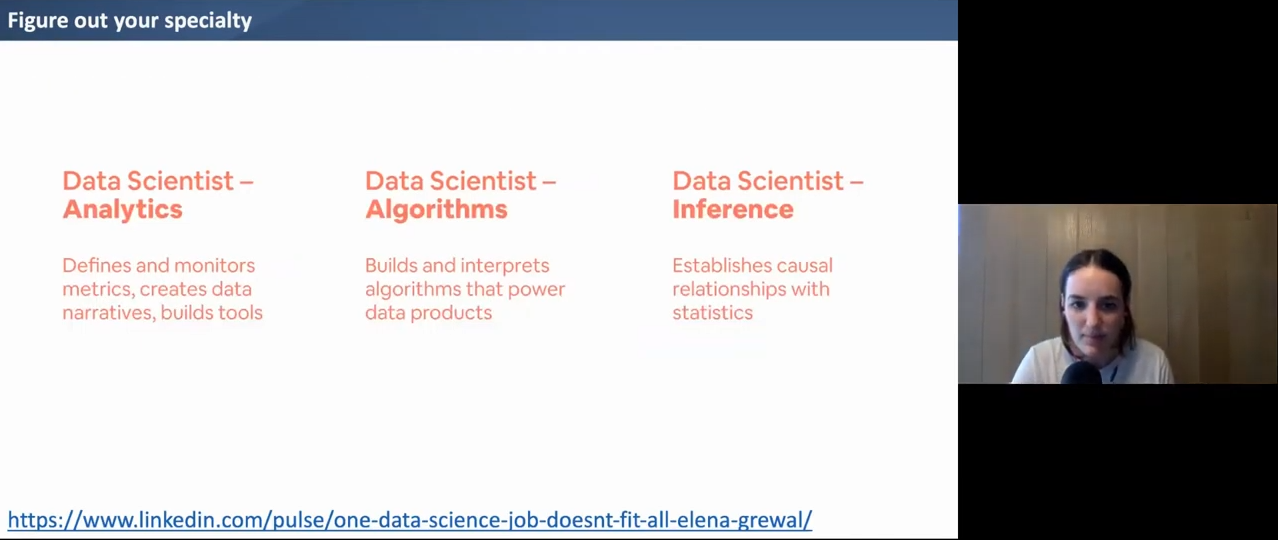 Figure out your specialty
Data Scientist –
Analytics
Defines and monitors
metrics, creates data
narratives, builds tools
Data Scientist –
Algorithms
Builds and interprets
algorithms that power
data products
Data Scientist –
Inference
Establishes causal
relationships with
statistics
https://www.linkedin.com/pulse/one-data-science-job-doesnt-fit-all-elena-grewal/